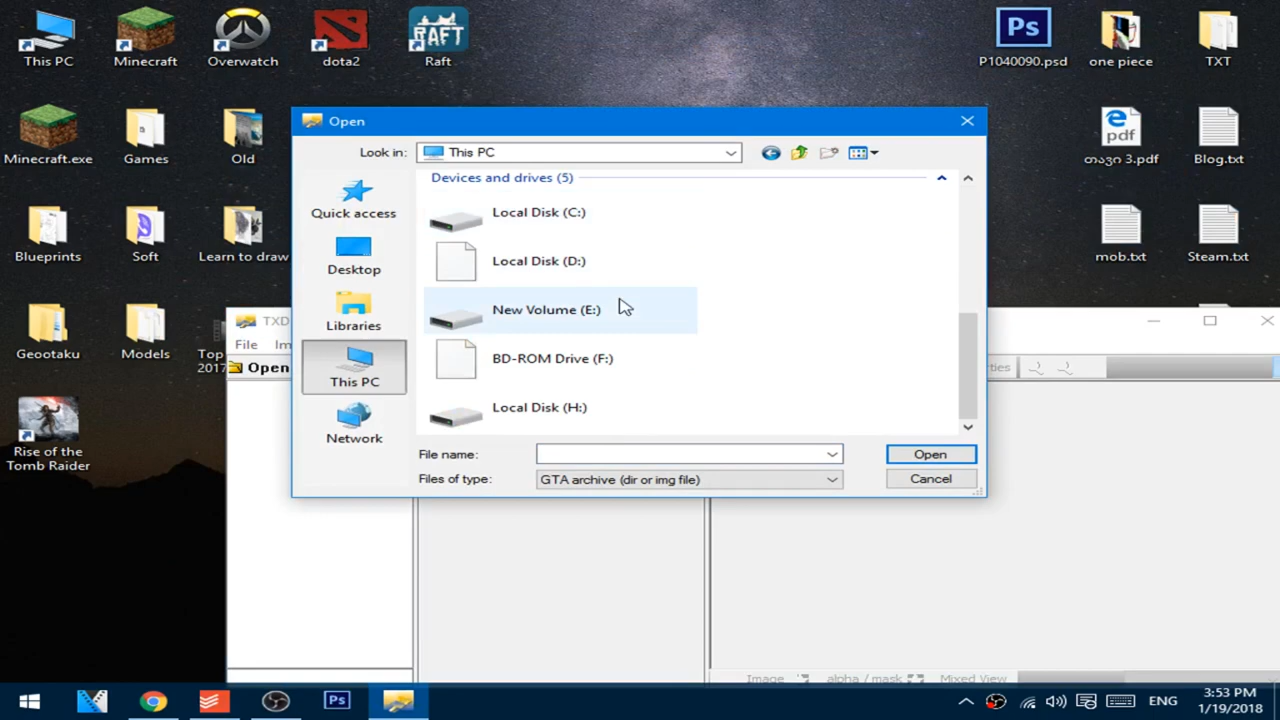 This PC
Minecraft
Overwatch
dota2
RAFT
Raft
Ps
P1040090.psd
one piece
TXT
Minecraft.exe
Games
Old
pdf
თავი 3.pdf
Blog.txt
Blueprints
Soft
Learn to draw
mob.txt
Steam.txt
Geootaku
Models
Top
2017
Rise of the
Tomb Raider
TXD
File Im
Open
ties
Open
Look in: This PC
Quick access
Desktop
Libraries
This PC
Network
Devices and drives (5)
Local Disk (C:)
Local Disk (D:)
New Volume (E:)
BD-ROM Drive (F:)
Local Disk (H:)
File name:
Open
Files of type: GTA archive (dir or img file)
Cancel
Image alpha / mask Mixed View
Ps
ENG
3:53 PM
1/19/2018